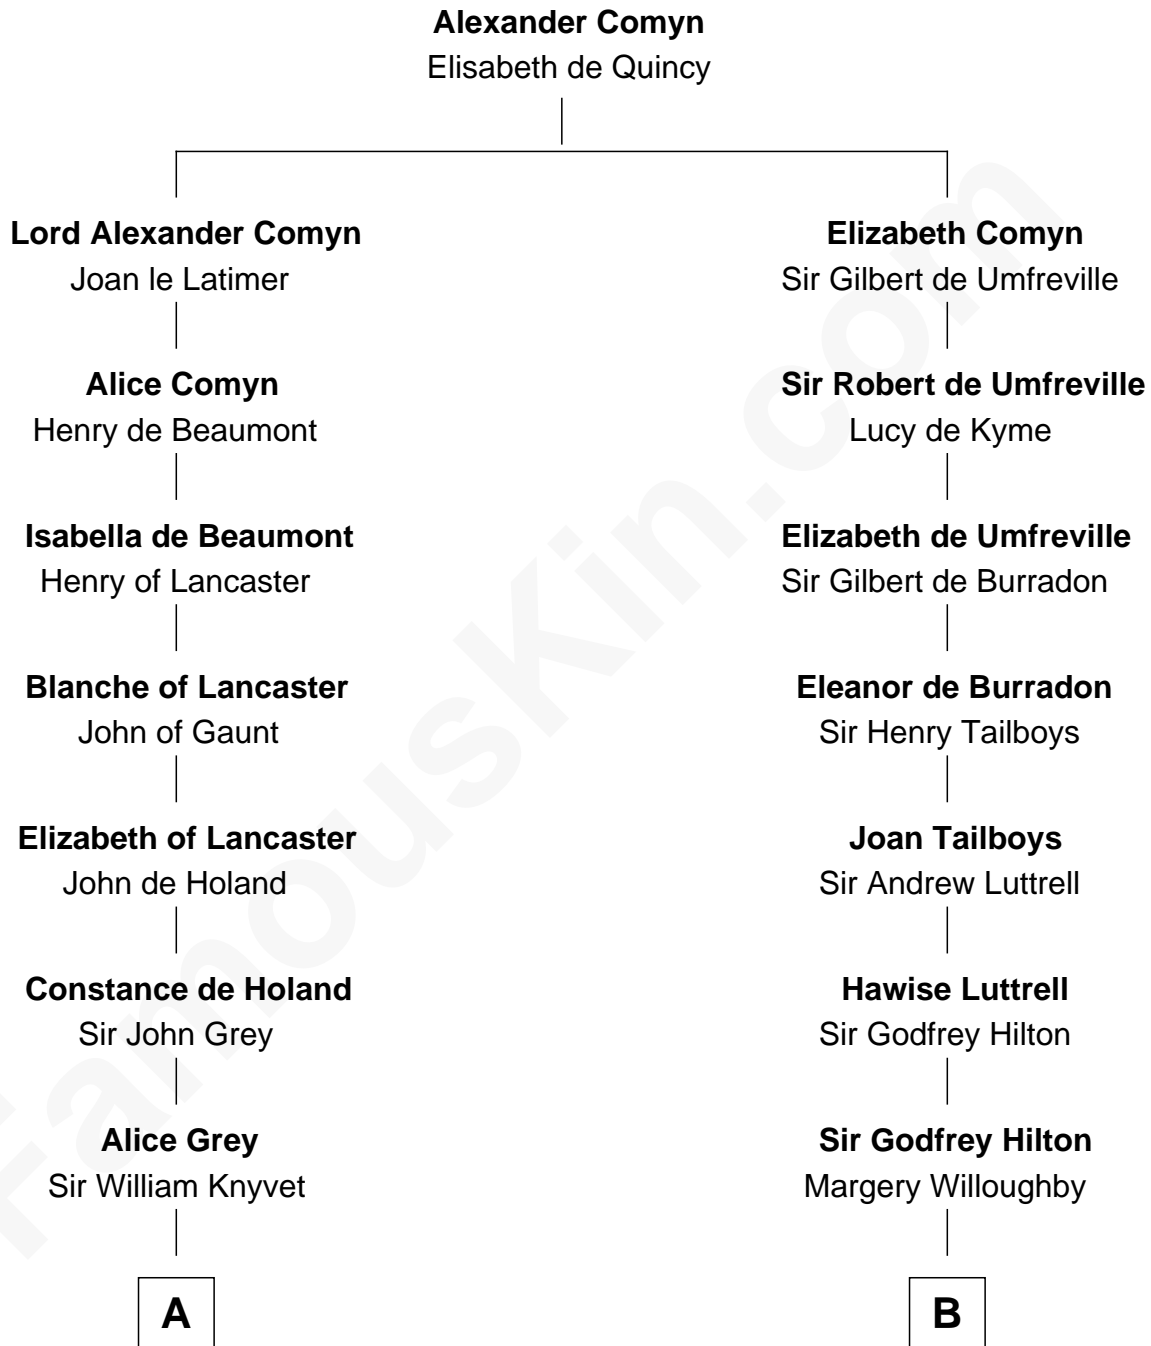 Alexander Comyn
Elisabeth de Quincy
Lord Alexander Comyn
Joan le Latimer
Elizabeth Comyn
Sir Gilbert de Umfreville
Alice Comyn
Henry de Beaumont
Sir Robert de Umfreville
Lucy de Kyme
Isabella de Beaumont
Henry of Lancaster
Elizabeth de Umfreville
Sir Gilbert de Burradon
Blanche of Lancaster
John of Gaunt
Eleanor de Burradon
Sir Henry Tailboys
Elizabeth of Lancaster
John de Holand
Joan Tailboys
Sir Andrew Luttrell
Constance de Holand
Sir John Grey
Hawise Luttrell
Sir Godfrey Hilton
Alice Grey
Sir William Knyvet
Sir Godfrey Hilton
Margery Willoughby
A
B
FamousKin.com